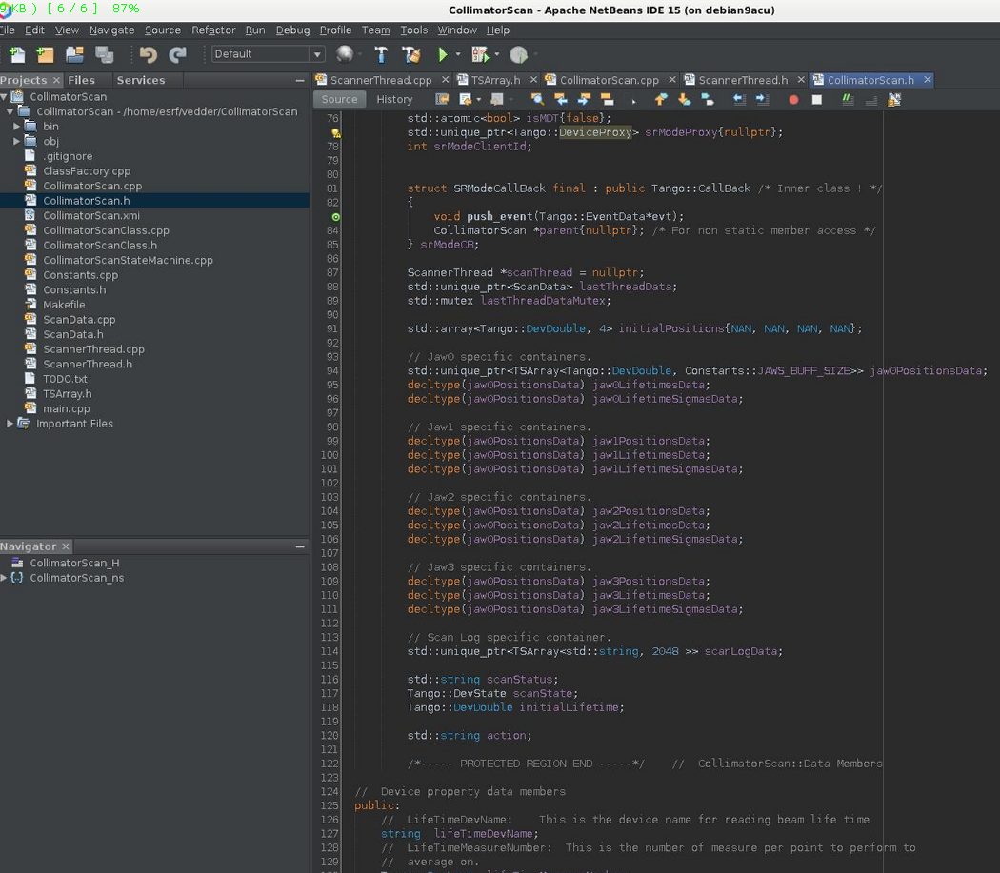 9KB ) [ 6 / 6 ] 87%
CollimatorScan - Apache NetBeans IDE 15 (on debian9acu)
File Edit View Navigate Source Refactor Run Debug Profile Team Tools Window Help
Default
Projects Files Services
ScannerThread.cpp TSArray.h CollimatorScan.cpp ScannerThread.h CollimatorScan.h
Source History
CollimatorScan
CollimatorScan - /home/esrf/vedder/CollimatorScan
bin
obj
.gitignore
ClassFactory.cpp
CollimatorScan.cpp
CollimatorScan.h
CollimatorScan.xmi
CollimatorScanClass.cpp
CollimatorScanClass.h
CollimatorScanStateMachine.cpp
Constants.cpp
Constants.h
Makefile
ScanData.cpp
ScanData.h
ScannerThread.cpp
ScannerThread.h
TODO.txt
TSArray.h
main.cpp
Important Files
Navigator
CollimatorScan_H
CollimatorScan_ns
76 std::atomic<bool> isMDT{false};
std::unique_ptr<Tango::DeviceProxy> srModeProxy{nullptr};
78 int srModeClientId;
79
80
81 struct SRModeCallBack final : public Tango::CallBack /* Inner class ! */
82 {
void push_event(Tango::EventData*evt);
84 CollimatorScan *parent{nullptr}; /* For non static member access */
85 } srModeCB;
86
87 ScannerThread *scanThread = nullptr;
88 std::unique_ptr<ScanData> lastThreadData;
89 std::mutex lastThreadDataMutex;
90
91 std::array<Tango::DevDouble, 4> initialPositions{NAN, NAN, NAN, NAN};
92
93 // Jaw0 specific containers.
94 std::unique_ptr<TSArray<Tango::DevDouble, Constants::JAWS_BUFF_SIZE>> jaw0PositionsData;
95 decltype(jaw0PositionsData) jaw0LifetimesData;
96 decltype(jaw0PositionsData) jaw0LifetimeSigmasData;
97
98 // Jaw1 specific containers.
99 decltype(jaw0PositionsData) jaw1PositionsData;
100 decltype(jaw0PositionsData) jaw1LifetimesData;
101 decltype(jaw0PositionsData) jaw1LifetimeSigmasData;
102
103 // Jaw2 specific containers.
104 decltype(jaw0PositionsData) jaw2PositionsData;
105 decltype(jaw0PositionsData) jaw2LifetimesData;
106 decltype(jaw0PositionsData) jaw2LifetimeSigmasData;
107
108 // Jaw3 specific containers.
109 decltype(jaw0PositionsData) jaw3PositionsData;
110 decltype(jaw0PositionsData) jaw3LifetimesData;
111 decltype(jaw0PositionsData) jaw3LifetimeSigmasData;
112
113 // Scan Log specific container.
114 std::unique_ptr<TSArray<std::string, 2048 >> scanLogData;
115
116 std::string scanStatus;
117 Tango::DevState scanState;
118 Tango::DevDouble initialLifetime;
119
120 std::string action;
121
122 /*----- PROTECTED REGION END -----*/ // CollimatorScan::Data Members
123
124 // Device property data members
125 public:
126 // LifeTimeDevName: This is the device name for reading beam life time
127 string lifeTimeDevName;
128 // LifeTimeMeasureNumber: This is the number of measure per point to perform to
129 // average on.